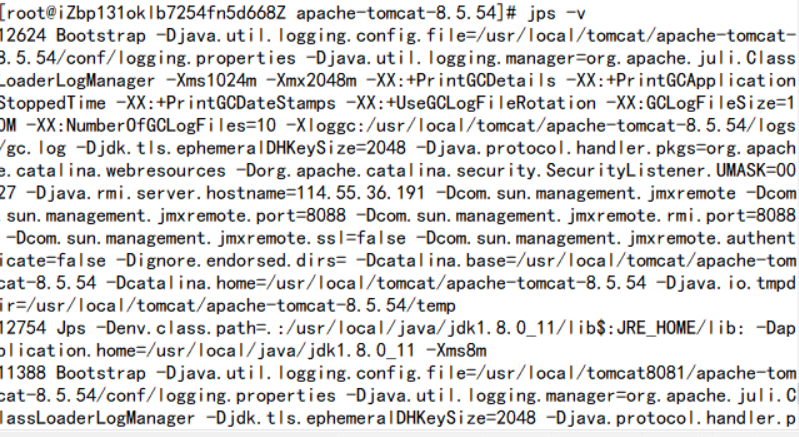 [root@iZbp131oklb7254fn5d668Z apache-tomcat-8.5.54]# jps -v
12624 Bootstrap -Djava.util.logging.config.file=/usr/local/tomcat/apache-tomcat-
8.5.54/conf/logging.properties -Djava.util.logging.manager=org.apache.juli.Class
LoaderLogManager -Xms1024m -Xmx2048m -XX:+PrintGCDetails -XX:+PrintGCApplication
StoppedTime -XX:+PrintGCDateStamps -XX:+UseGCLogFileRotation -XX:GCLogFileSize=1
0M -XX:NumberOfGCLogFiles=10 -Xloggc:/usr/local/tomcat/apache-tomcat-8.5.54/logs
/gc.log -Djdk.tls.ephemeralDHKeySize=2048 -Djava.protocol.handler.pkgs=org.apach
e.catalina.webresources -Dorg.apache.catalina.security.SecurityListener.UMASK=00
27 -Djava.rmi.server.hostname=114.55.36.191 -Dcom.sun.management.jmxremote -Dcom
.sun.management.jmxremote.port=8088 -Dcom.sun.management.jmxremote.rmi.port=8088
 -Dcom.sun.management.jmxremote.ssl=false -Dcom.sun.management.jmxremote.authent
icate=false -Dignore.endorsed.dirs= -Dcatalina.base=/usr/local/tomcat/apache-tom
cat-8.5.54 -Dcatalina.home=/usr/local/tomcat/apache-tomcat-8.5.54 -Djava.io.tmpd
ir=/usr/local/tomcat/apache-tomcat-8.5.54/temp
12754 Jps -Denv.class.path=.:/usr/local/java/jdk1.8.0_11/lib$:JRE_HOME/lib: -Dap
plication.home=/usr/local/java/jdk1.8.0_11 -Xms8m
11388 Bootstrap -Djava.util.logging.config.file=/usr/local/tomcat8081/apache-tom
cat-8.5.54/conf/logging.properties -Djava.util.logging.manager=org.apache.juli.C
lassLoaderLogManager -Djdk.tls.ephemeralDHKeySize=2048 -Djava.protocol.handler.p